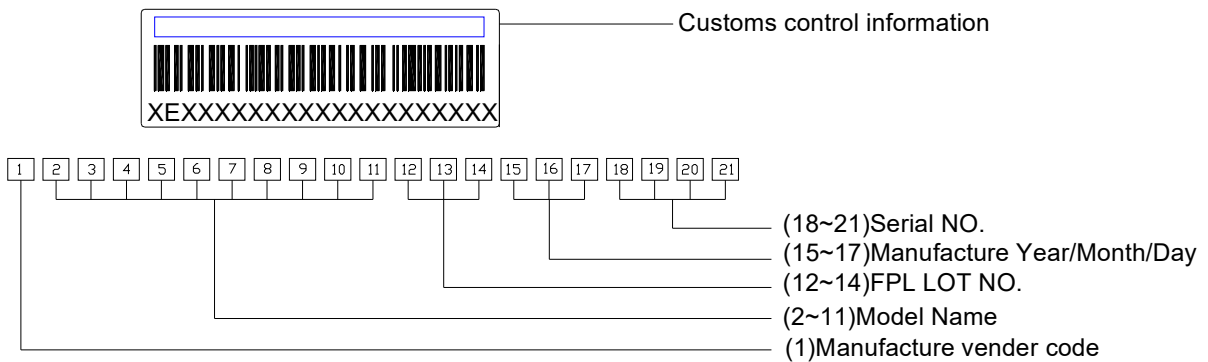 Customs control information
XEXXXXXXXXXXXXXXXXXXX
1 2 3 4 5 6 7 8 9 10 11 12 13 14 15 16 17 18 19 20 21
(18~21)Serial NO.
(15~17)Manufacture Year/Month/Day
(12~14)FPL LOT NO.
(2~11)Model Name
(1)Manufacture vender code